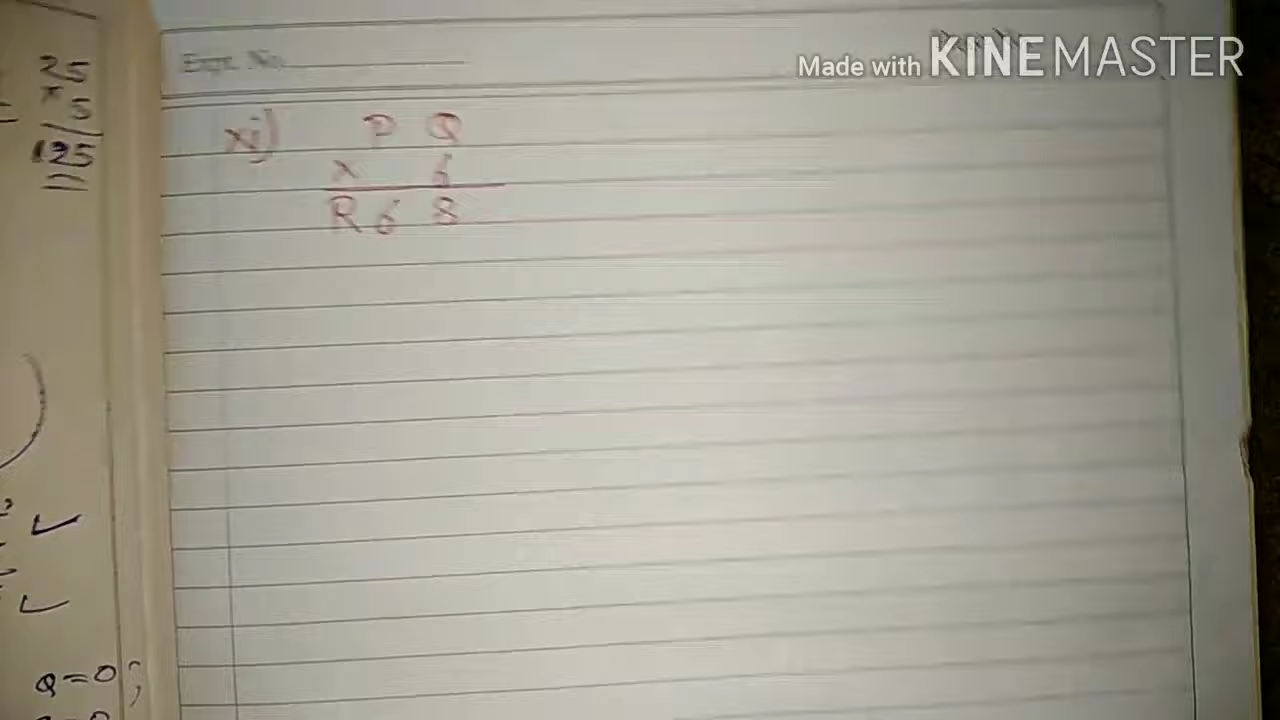 Made with KINEMASTER
Expt. No.
25
× 5
125
xi) P Q
× 6
R 6 8
Q = 0;